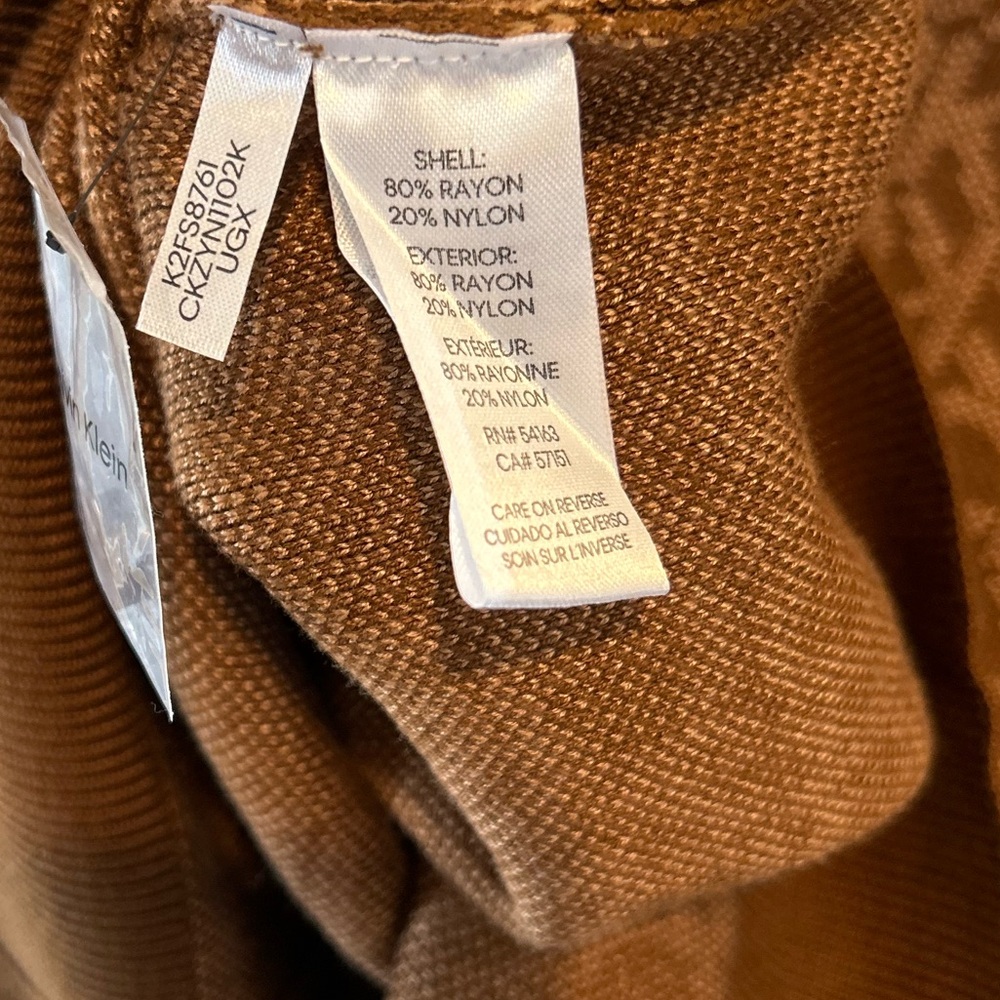 K2FS8761
CKZYN1102K
UGX
SHELL:
80% RAYON
20% NYLON
EXTERIOR:
80% RAYON
20% NYLON
EXTÉRIEUR:
80% RAYONNE
20% NYLON
RN# 54163
CA# 57151
CARE ON REVERSE
CUIDADO AL REVERSO
SOIN SUR L'INVERSE
Klein